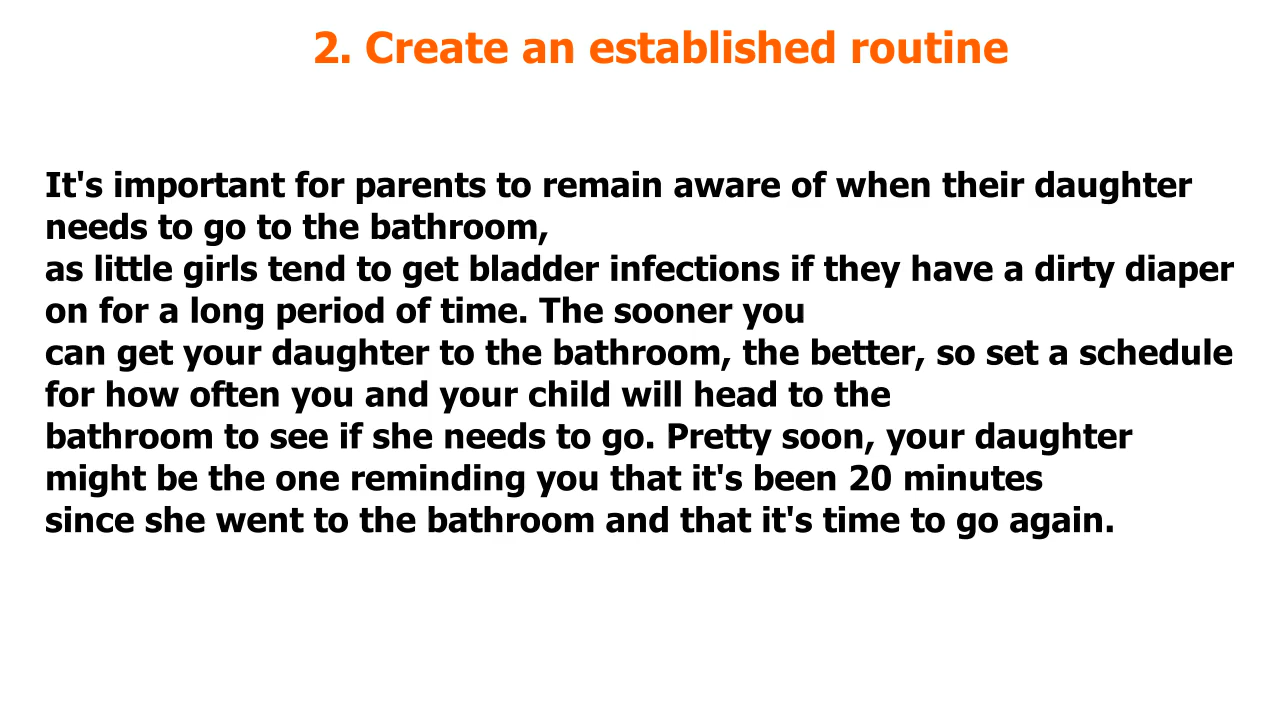 2. Create an established routine
It's important for parents to remain aware of when their daughter
needs to go to the bathroom,
as little girls tend to get bladder infections if they have a dirty diaper
on for a long period of time. The sooner you
can get your daughter to the bathroom, the better, so set a schedule
for how often you and your child will head to the
bathroom to see if she needs to go. Pretty soon, your daughter
might be the one reminding you that it's been 20 minutes
since she went to the bathroom and that it's time to go again.